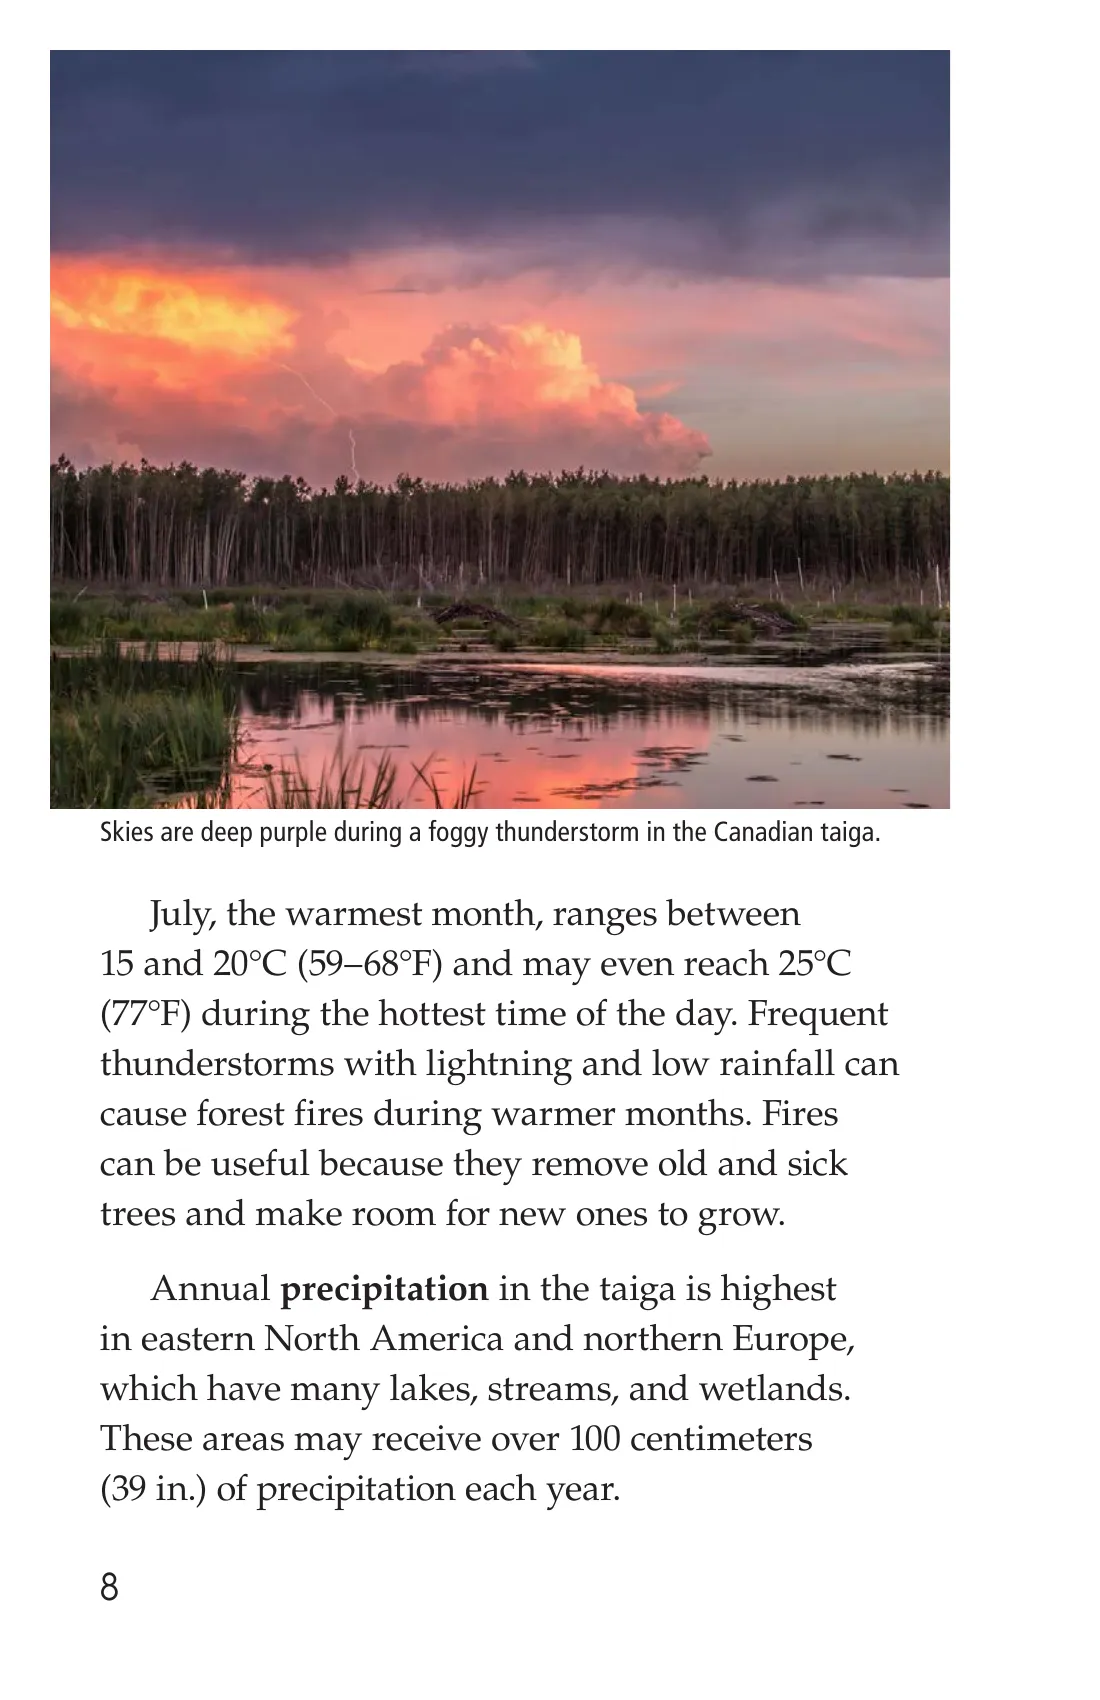 Skies are deep purple during a foggy thunderstorm in the Canadian taiga.
July, the warmest month, ranges between
15 and 20°C (59–68°F) and may even reach 25°C
(77°F) during the hottest time of the day. Frequent
thunderstorms with lightning and low rainfall can
cause forest fires during warmer months. Fires
can be useful because they remove old and sick
trees and make room for new ones to grow.
Annual precipitation in the taiga is highest
in eastern North America and northern Europe,
which have many lakes, streams, and wetlands.
These areas may receive over 100 centimeters
(39 in.) of precipitation each year.
8